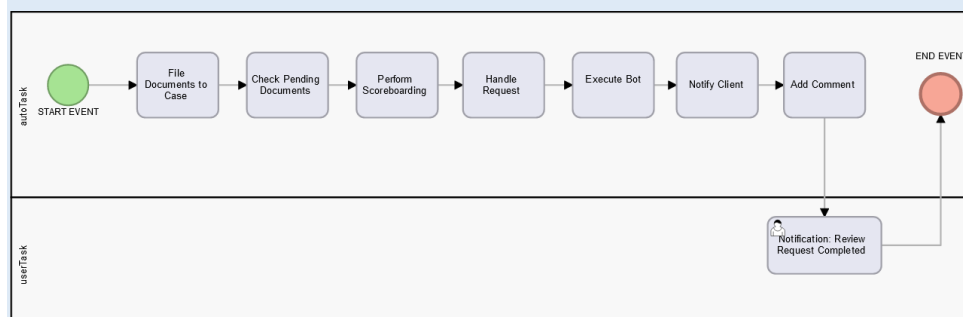 autoTask
START EVENT
File
Documents to
Case
Check Pending
Documents
Perform
Scoreboarding
Handle
Request
Execute Bot
Notify Client
Add Comment
END EVENT
userTask
Notification: Review
Request Completed